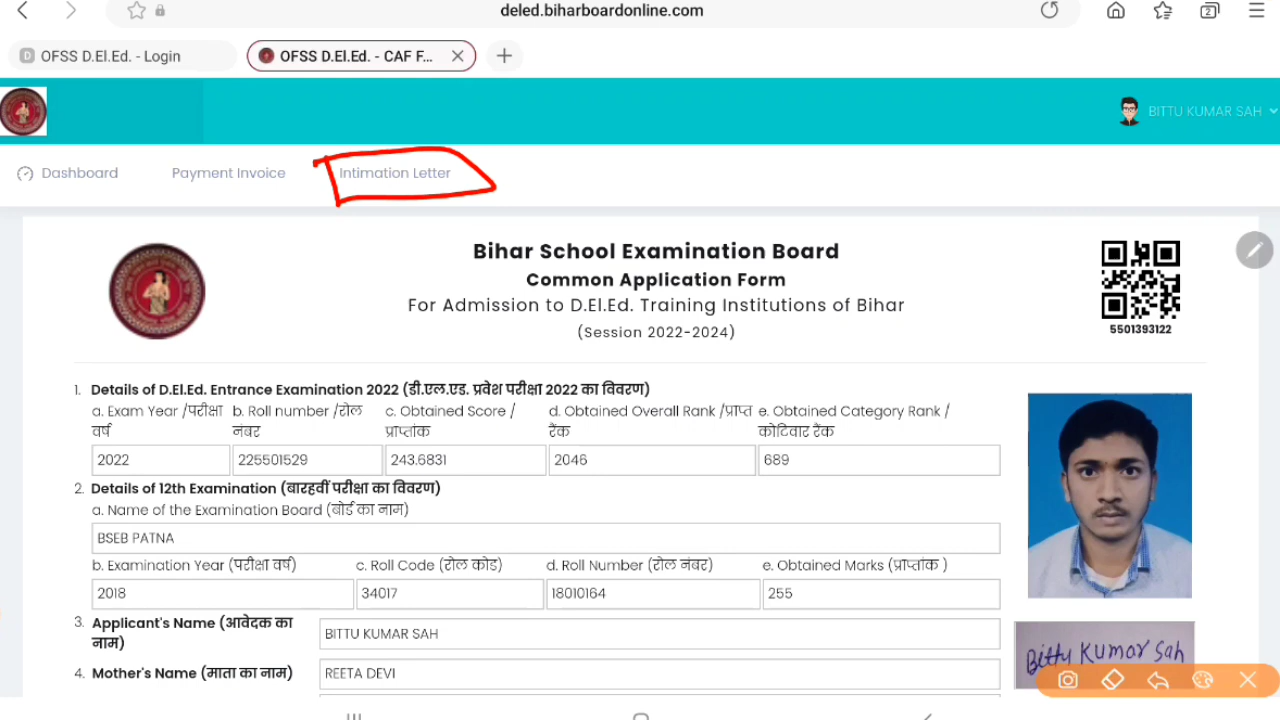 deled.biharboardonline.com
2
OFSS D.El.Ed. - Login
OFSS D.El.Ed. - CAF F...
BITTU KUMAR SAH
Dashboard
Payment Invoice
Intimation Letter
Bihar School Examination Board
Common Application Form
For Admission to D.El.Ed. Training Institutions of Bihar
(Session 2022-2024)
5501393122
1. Details of D.El.Ed. Entrance Examination 2022 (डी.एल.एड. प्रवेश परीक्षा 2022 का विवरण)
a. Exam Year /परीक्षा वर्ष
b. Roll number /रोल नंबर
c. Obtained Score / प्राप्तांक
d. Obtained Overall Rank /प्राप्त रैंक
e. Obtained Category Rank / कोटिवार रैंक
2022
225501529
243.6831
2046
689
2. Details of 12th Examination (बारहवीं परीक्षा का विवरण)
a. Name of the Examination Board (बोर्ड का नाम)
BSEB PATNA
b. Examination Year (परीक्षा वर्ष)
c. Roll Code (रोल कोड)
d. Roll Number (रोल नंबर)
e. Obtained Marks (प्राप्तांक )
2018
34017
18010164
255
3. Applicant's Name (आवेदक का नाम)
BITTU KUMAR SAH
4. Mother's Name (माता का नाम)
REETA DEVI
Bittu Kumar Sah